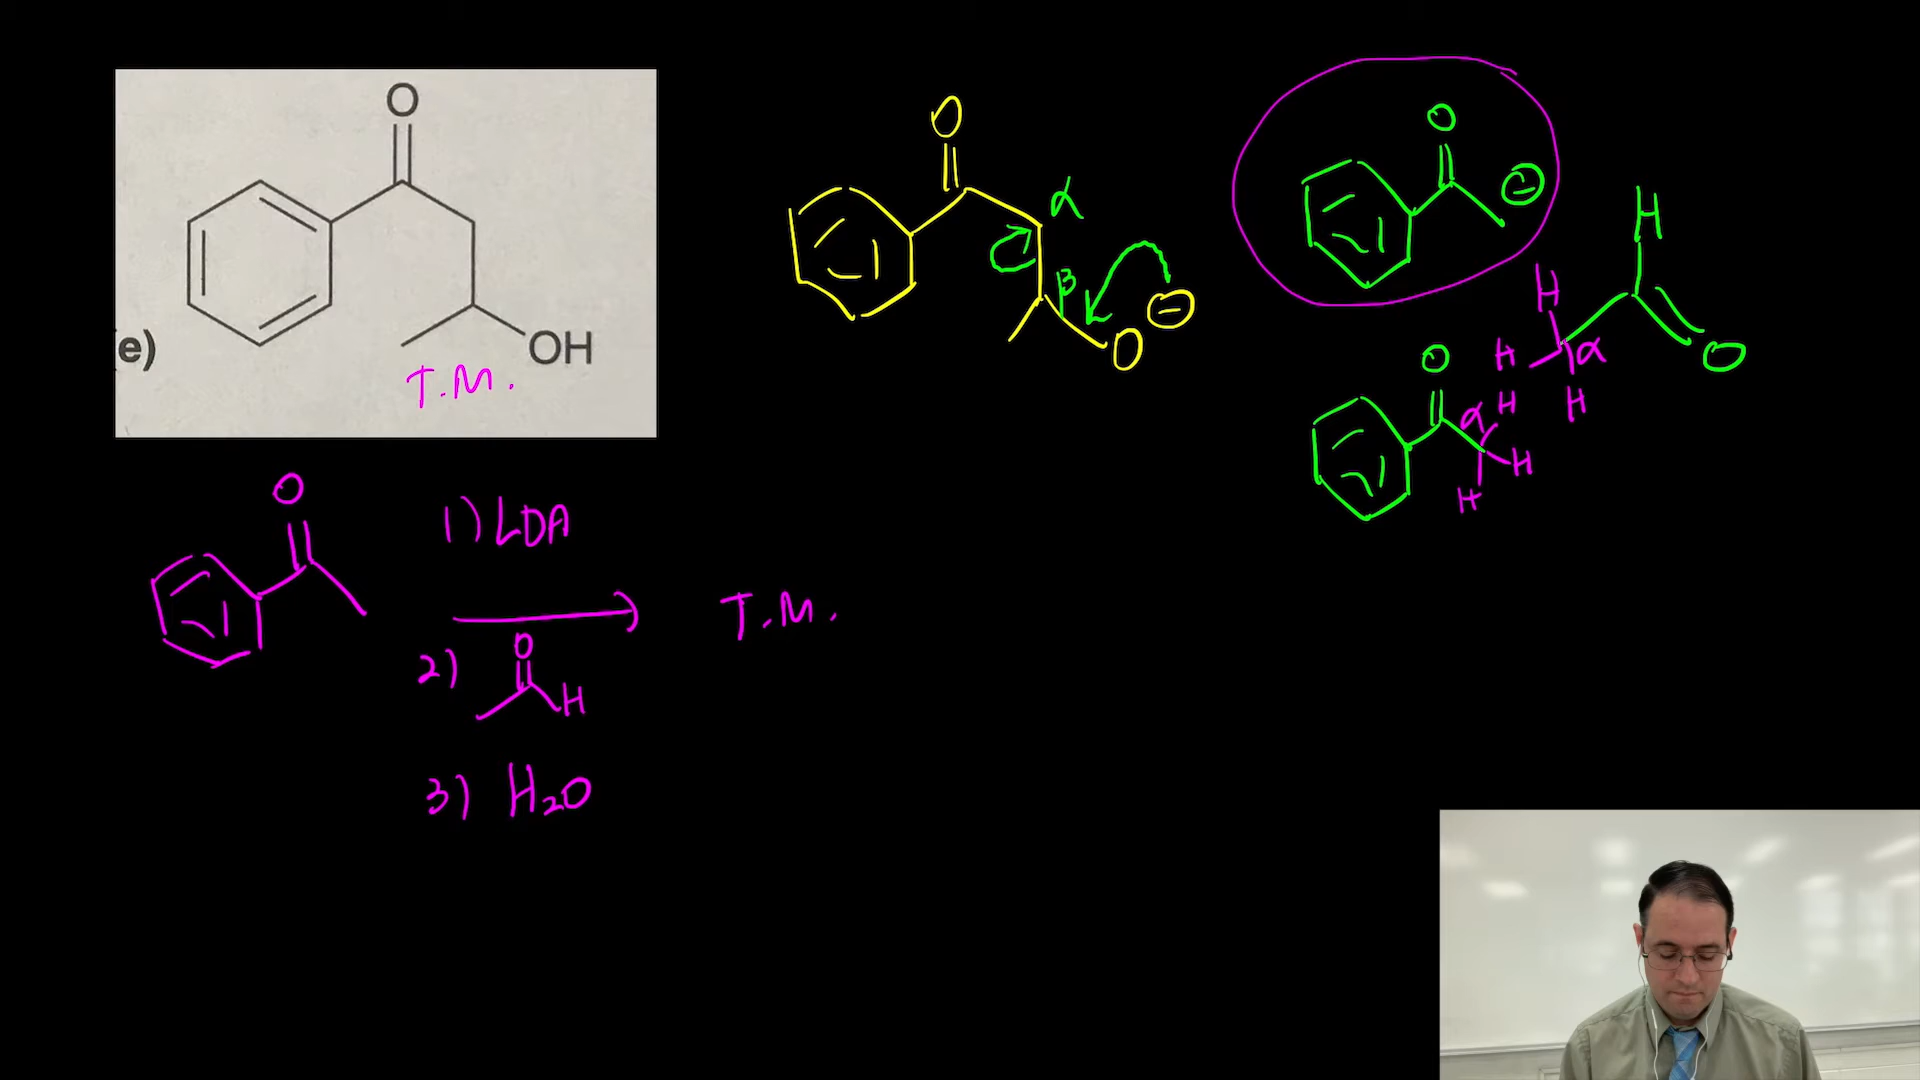 O
OH
e)
T.M.
O
α
β
O
⊖
O
⊖
H
H
H
α
O
H
O
α
H
H
H
O
1) LDA
2) O
H
3) H₂O
T.M.